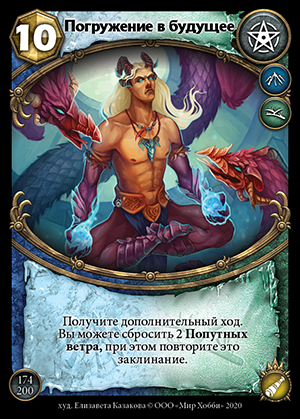 10
Погружение в будущее
Получите дополнительный ход.
Вы можете сбросить 2 Попутных
ветра, при этом повторите это
заклинание.
174
200
худ. Елизавета Калакова © ООО «Мир Хобби» 2020